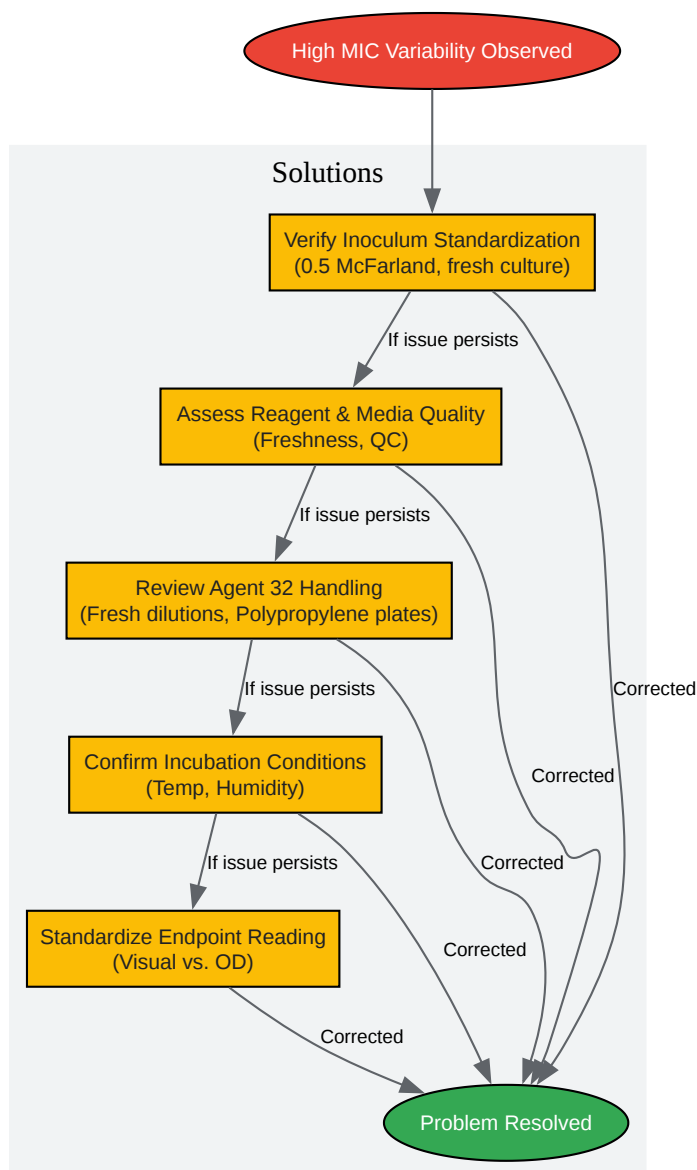 High MIC Variability Observed
Solutions
Verify Inoculum Standardization
(0.5 McFarland, fresh culture)
If issue persists
Assess Reagent & Media Quality
(Freshness, QC)
If issue persists
Review Agent 32 Handling
(Fresh dilutions, Polypropylene plates)
If issue persists
Corrected
Confirm Incubation Conditions
(Temp, Humidity)
Corrected
If issue persists
Corrected
Standardize Endpoint Reading
(Visual vs. OD)
Corrected
Corrected
Problem Resolved